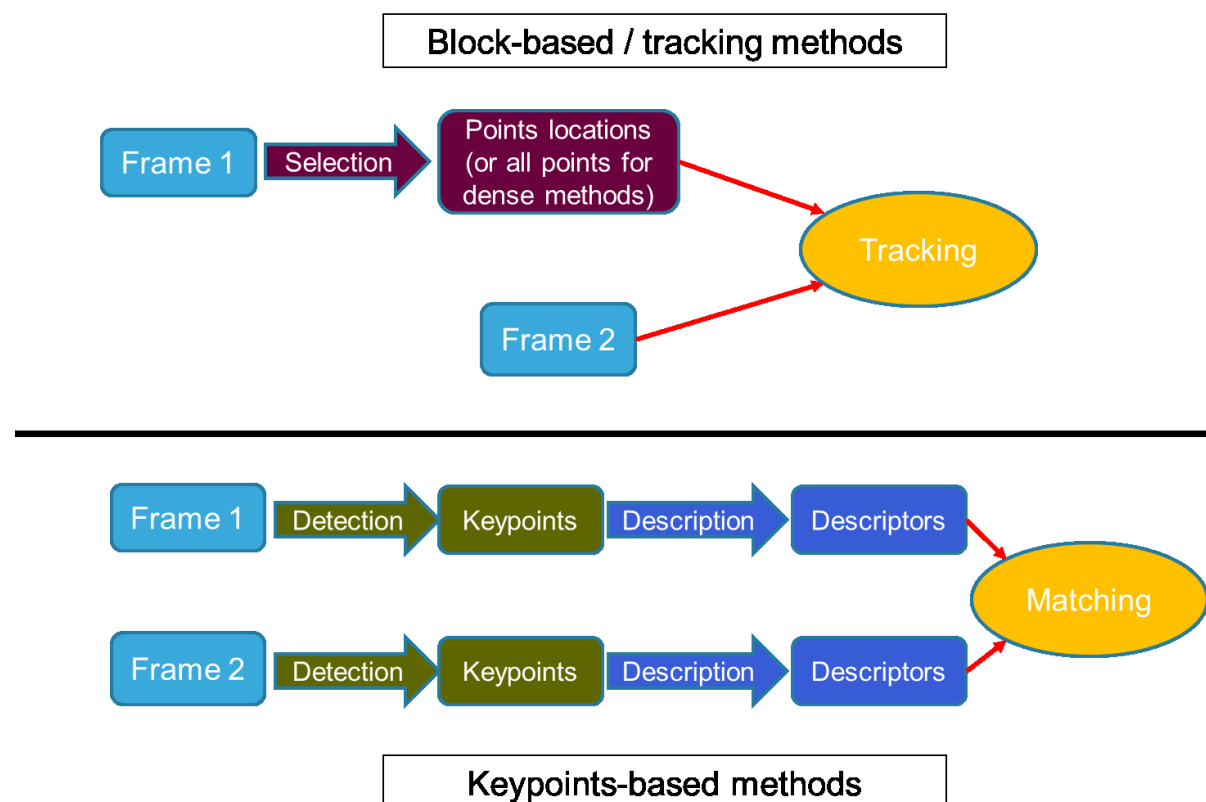 Block-based / tracking methods
Frame 1
Selection
Points locations
(or all points for
dense methods)
Tracking
Frame 2
Frame 1
Detection
Keypoints
Description
Descriptors
Matching
Frame 2
Detection
Keypoints
Description
Descriptors
Keypoints-based methods